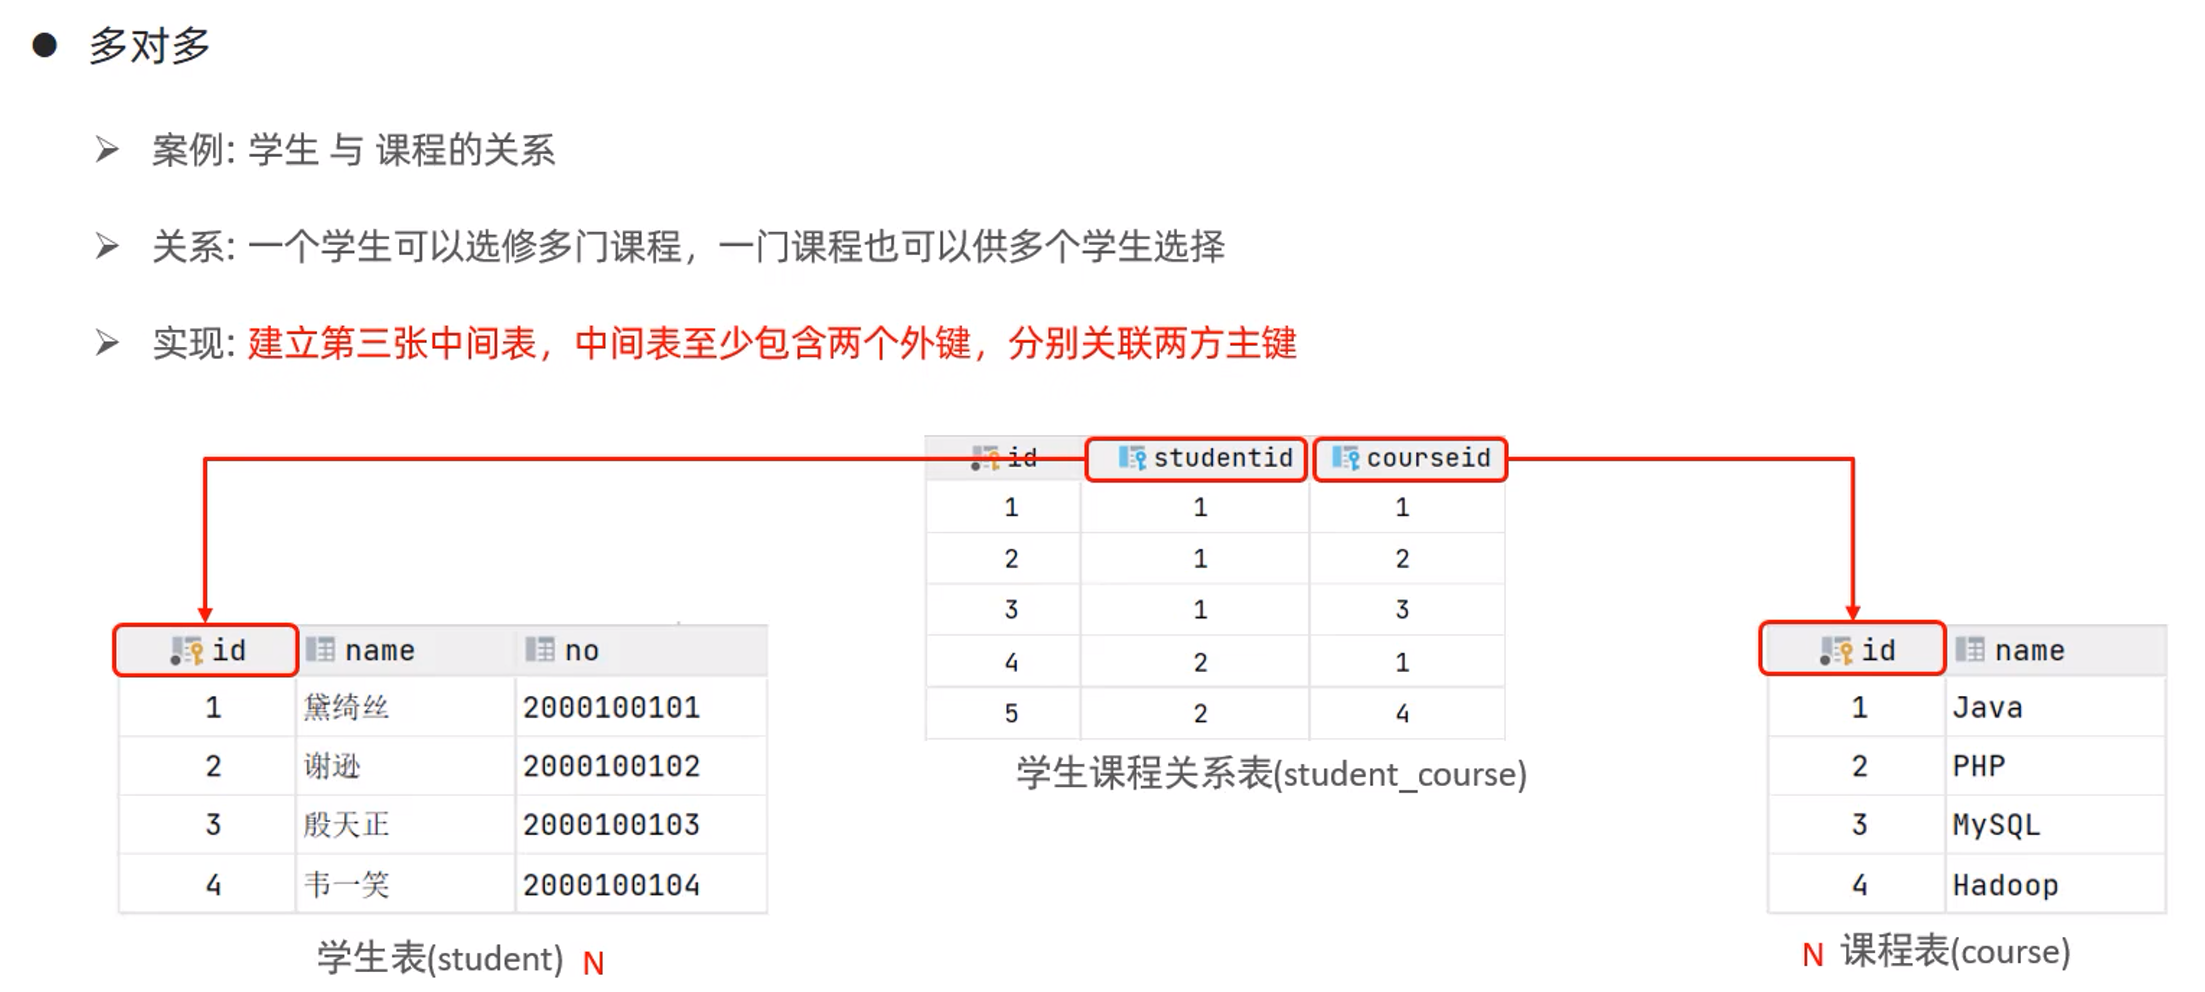 ● 多对多
➢ 案例: 学生 与 课程的关系
➢ 关系: 一个学生可以选修多门课程，一门课程也可以供多个学生选择
➢ 实现: 建立第三张中间表，中间表至少包含两个外键，分别关联两方主键
id studentid courseid
1 1 1
2 1 2
3 1 3
4 2 1
5 2 4
学生课程关系表(student_course)
id name no
1 黛绮丝 2000100101
2 谢逊 2000100102
3 殷天正 2000100103
4 韦一笑 2000100104
学生表(student) N
id name
1 Java
2 PHP
3 MySQL
4 Hadoop
N 课程表(course)